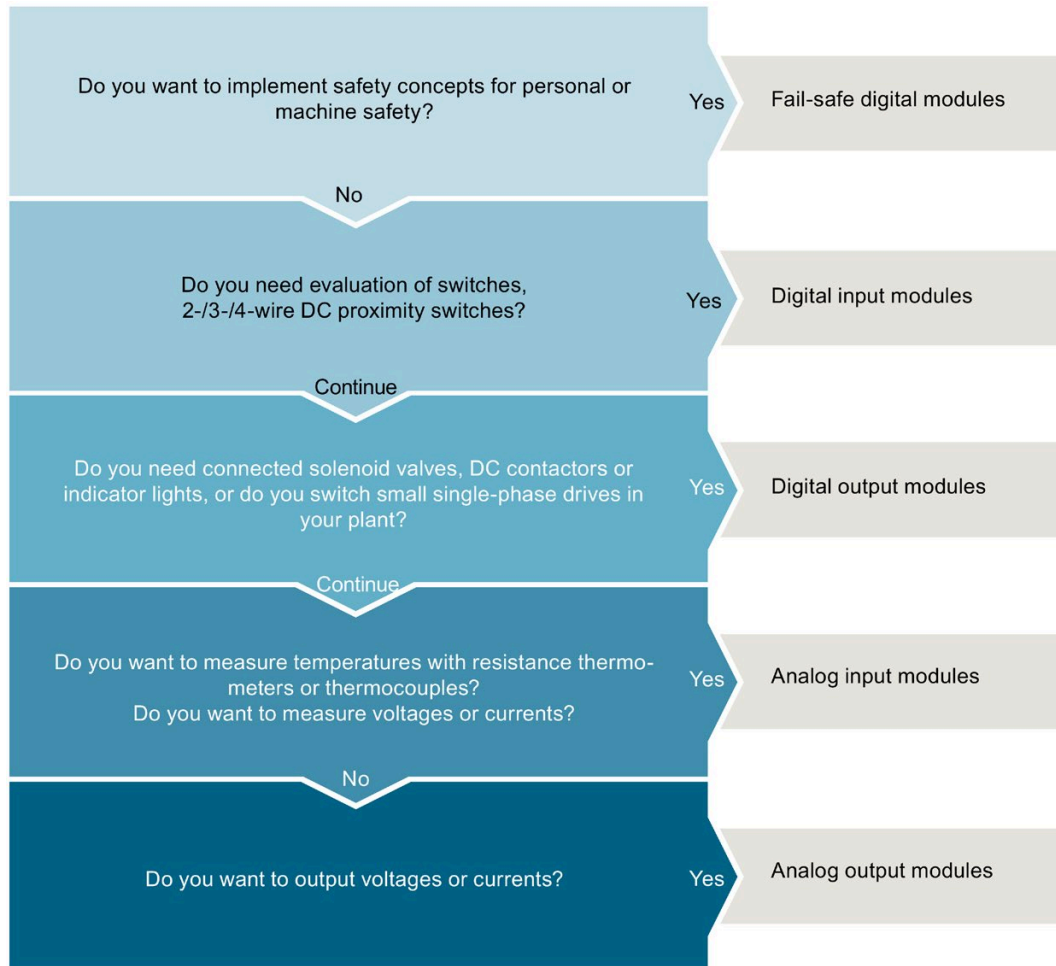 Do you want to implement safety concepts for personal or
machine safety?
Yes
Fail-safe digital modules
No
Do you need evaluation of switches,
2-/3-/4-wire DC proximity switches?
Yes
Digital input modules
Continue
Do you need connected solenoid valves, DC contactors or
indicator lights, or do you switch small single-phase drives in
your plant?
Yes
Digital output modules
Continue
Do you want to measure temperatures with resistance thermo-
meters or thermocouples?
Do you want to measure voltages or currents?
Yes
Analog input modules
No
Do you want to output voltages or currents?
Yes
Analog output modules